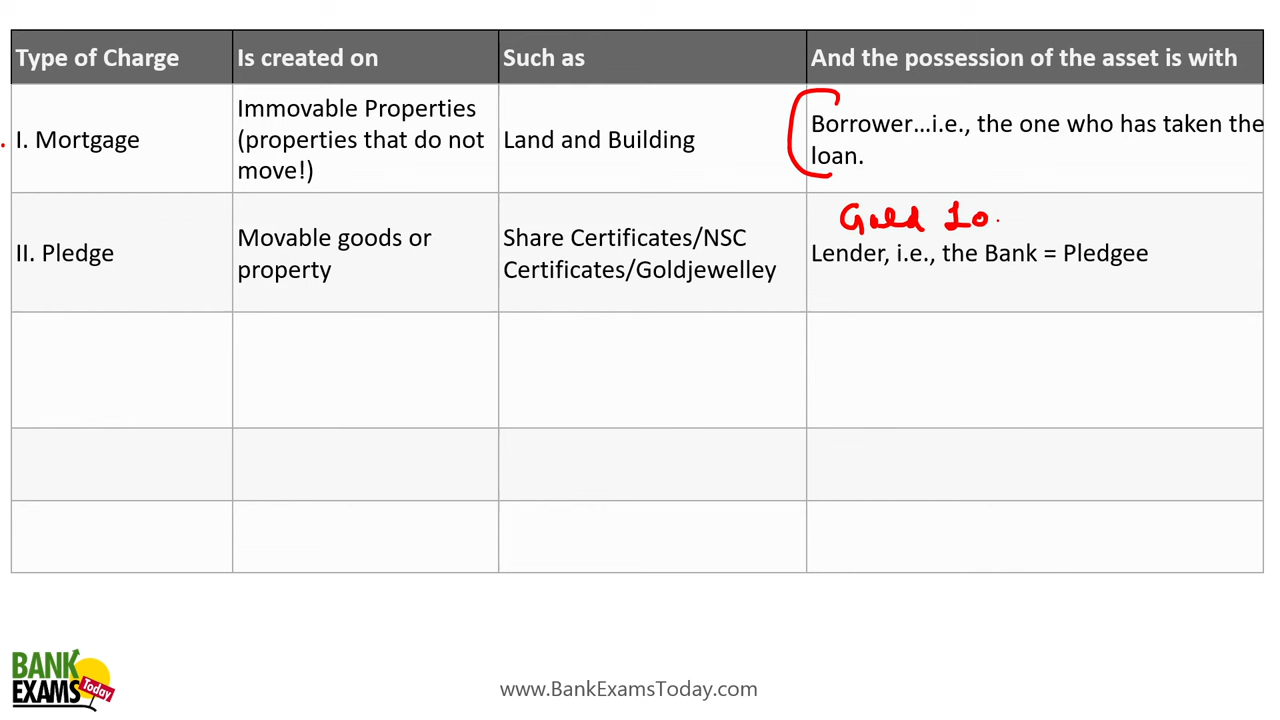 Type of Charge
Is created on
Such as
And the possession of the asset is with
I. Mortgage
Immovable Properties
(properties that do not
move!)
Land and Building
Borrower...i.e., the one who has taken the
loan.
II. Pledge
Movable goods or
property
Share Certificates/NSC
Certificates/Goldjewelley
Gold Lo
Lender, i.e., the Bank = Pledgee
BANK
EXAMS
Today
www.BankExamsToday.com